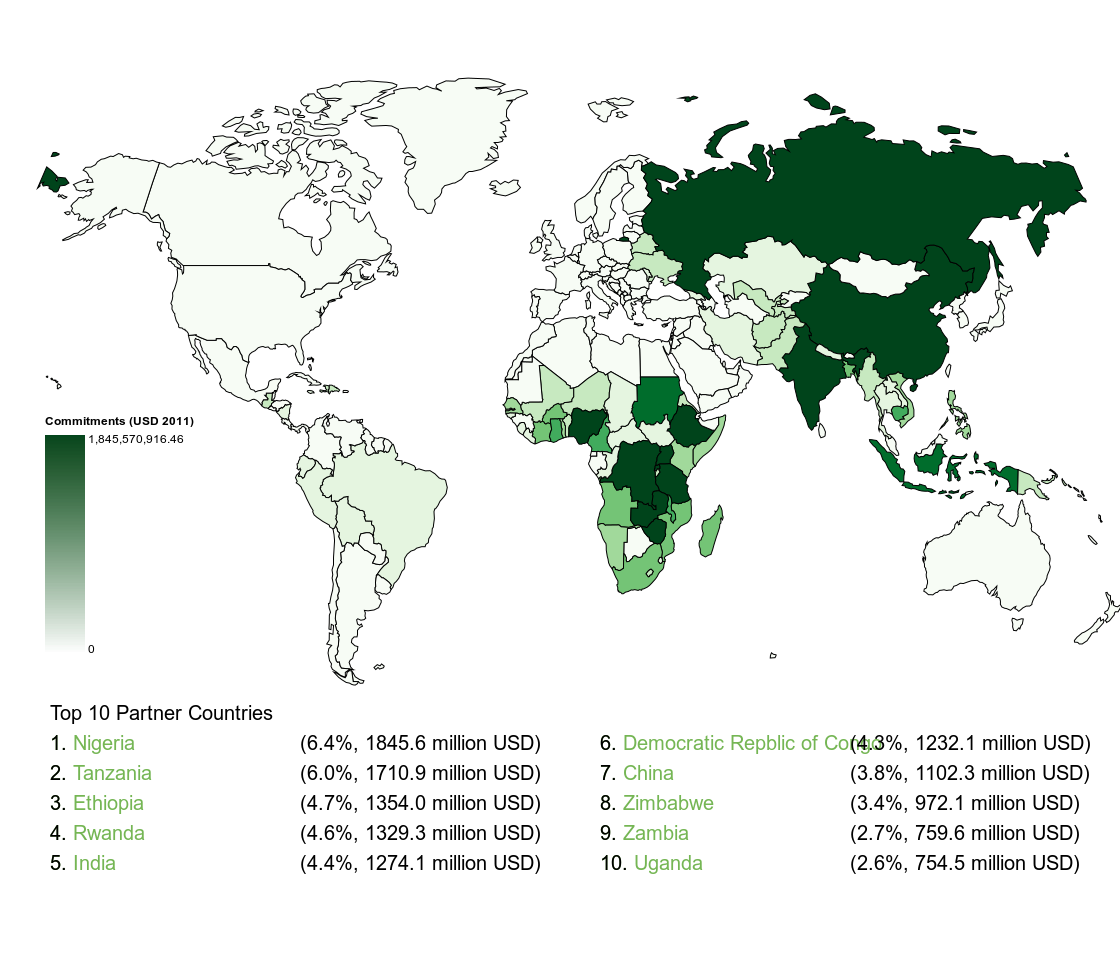 Commitments (USD 2011)
1,845,570,916.46
0
Top 10 Partner Countries
1. Nigeria (6.4%, 1845.6 million USD)
2. Tanzania (6.0%, 1710.9 million USD)
3. Ethiopia (4.7%, 1354.0 million USD)
4. Rwanda (4.6%, 1329.3 million USD)
5. India (4.4%, 1274.1 million USD)
6. Democratic Repblic of Congo (4.3%, 1232.1 million USD)
7. China (3.8%, 1102.3 million USD)
8. Zimbabwe (3.4%, 972.1 million USD)
9. Zambia (2.7%, 759.6 million USD)
10. Uganda (2.6%, 754.5 million USD)